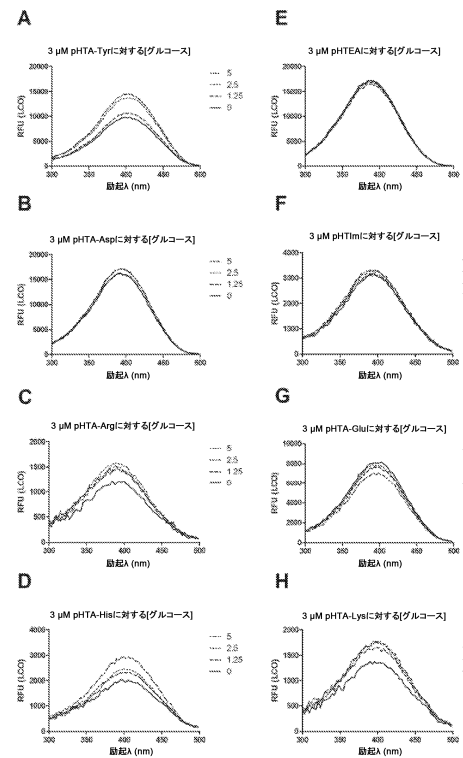 A
3 µM pHTA-Tyrに対する[グルコース]
RFU (LCO)
20000
15000
10000
5000
0
300 350 400 450 500
励起λ (nm)
5
2.5
1.25
0
B
3 µM pHTA-Aspに対する[グルコース]
RFU (LCO)
20000
15000
10000
5000
0
300 350 400 450 500
励起λ (nm)
5
2.5
1.25
0
C
3 µM pHTA-Argに対する[グルコース]
RFU (LCO)
2000
1500
1000
500
0
300 350 400 450 500
励起λ (nm)
5
2.5
1.25
0
D
3 µM pHTA-Hisに対する[グルコース]
RFU (LCO)
4000
3000
2000
1000
0
300 350 400 450 500
励起λ (nm)
5
2.5
1.25
0
E
3 µM pHTEAに対する[グルコース]
RFU (LCO)
20000
15000
10000
5000
0
300 350 400 450 500
励起λ (nm)
F
3 µM pHTImに対する[グルコース]
RFU (LCO)
4000
3000
2000
1000
0
300 350 400 450 500
励起λ (nm)
G
3 µM pHTA-Gluに対する[グルコース]
RFU (LCO)
10000
8000
6000
4000
2000
0
300 350 400 450 500
励起λ (nm)
H
3 µM pHTA-Lysに対する[グルコース]
RFU (LCO)
2000
1500
1000
500
0
300 350 400 450 500
励起λ (nm)